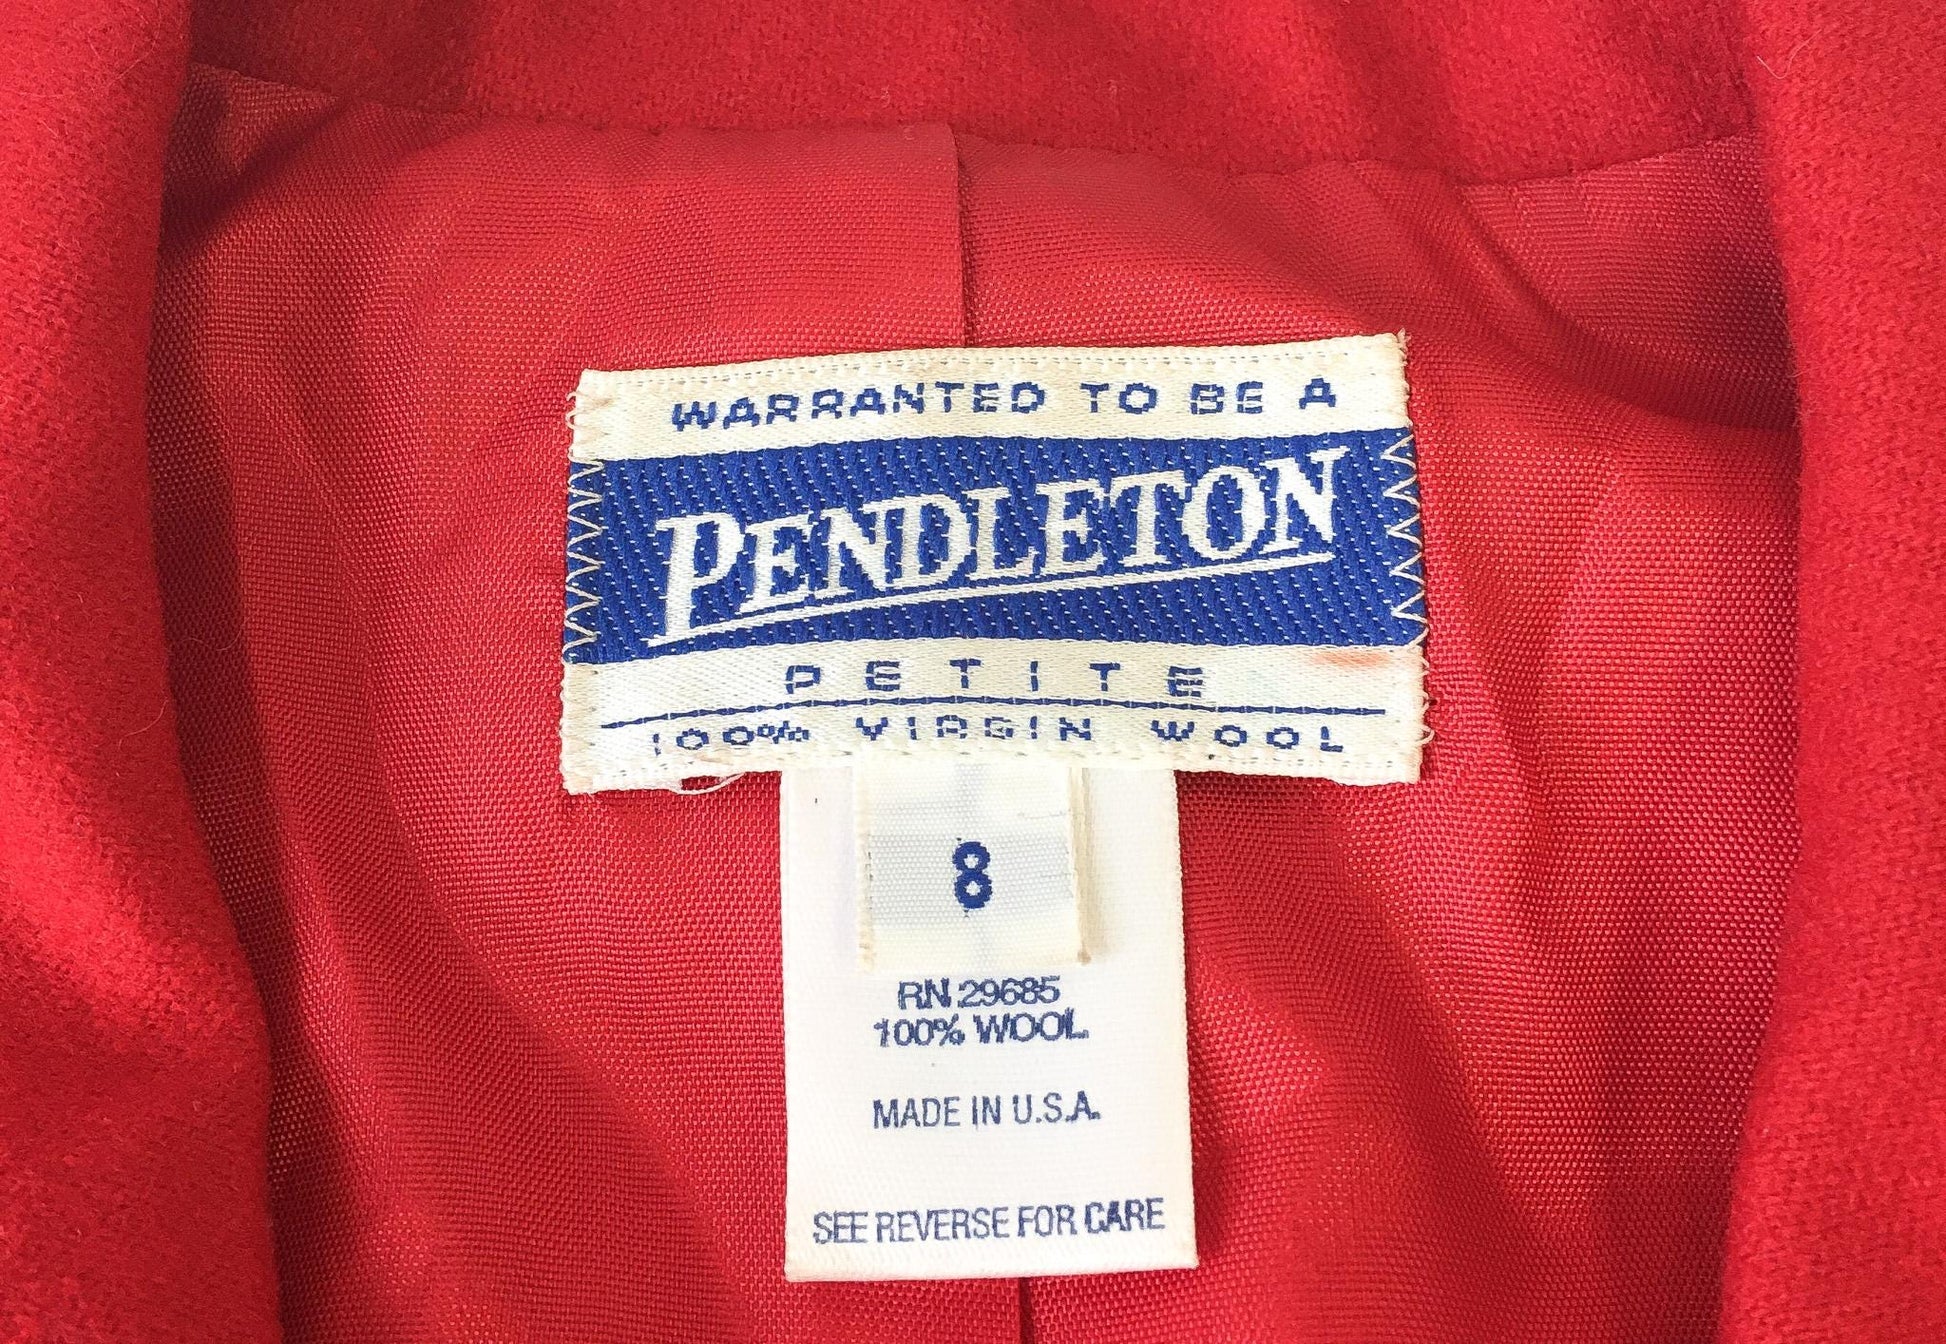 WARRANTED TO BE A
PENDLETON
PETITE
100% VIRGIN WOOL
8
RN 29685
100% WOOL
MADE IN U.S.A.
SEE REVERSE FOR CARE